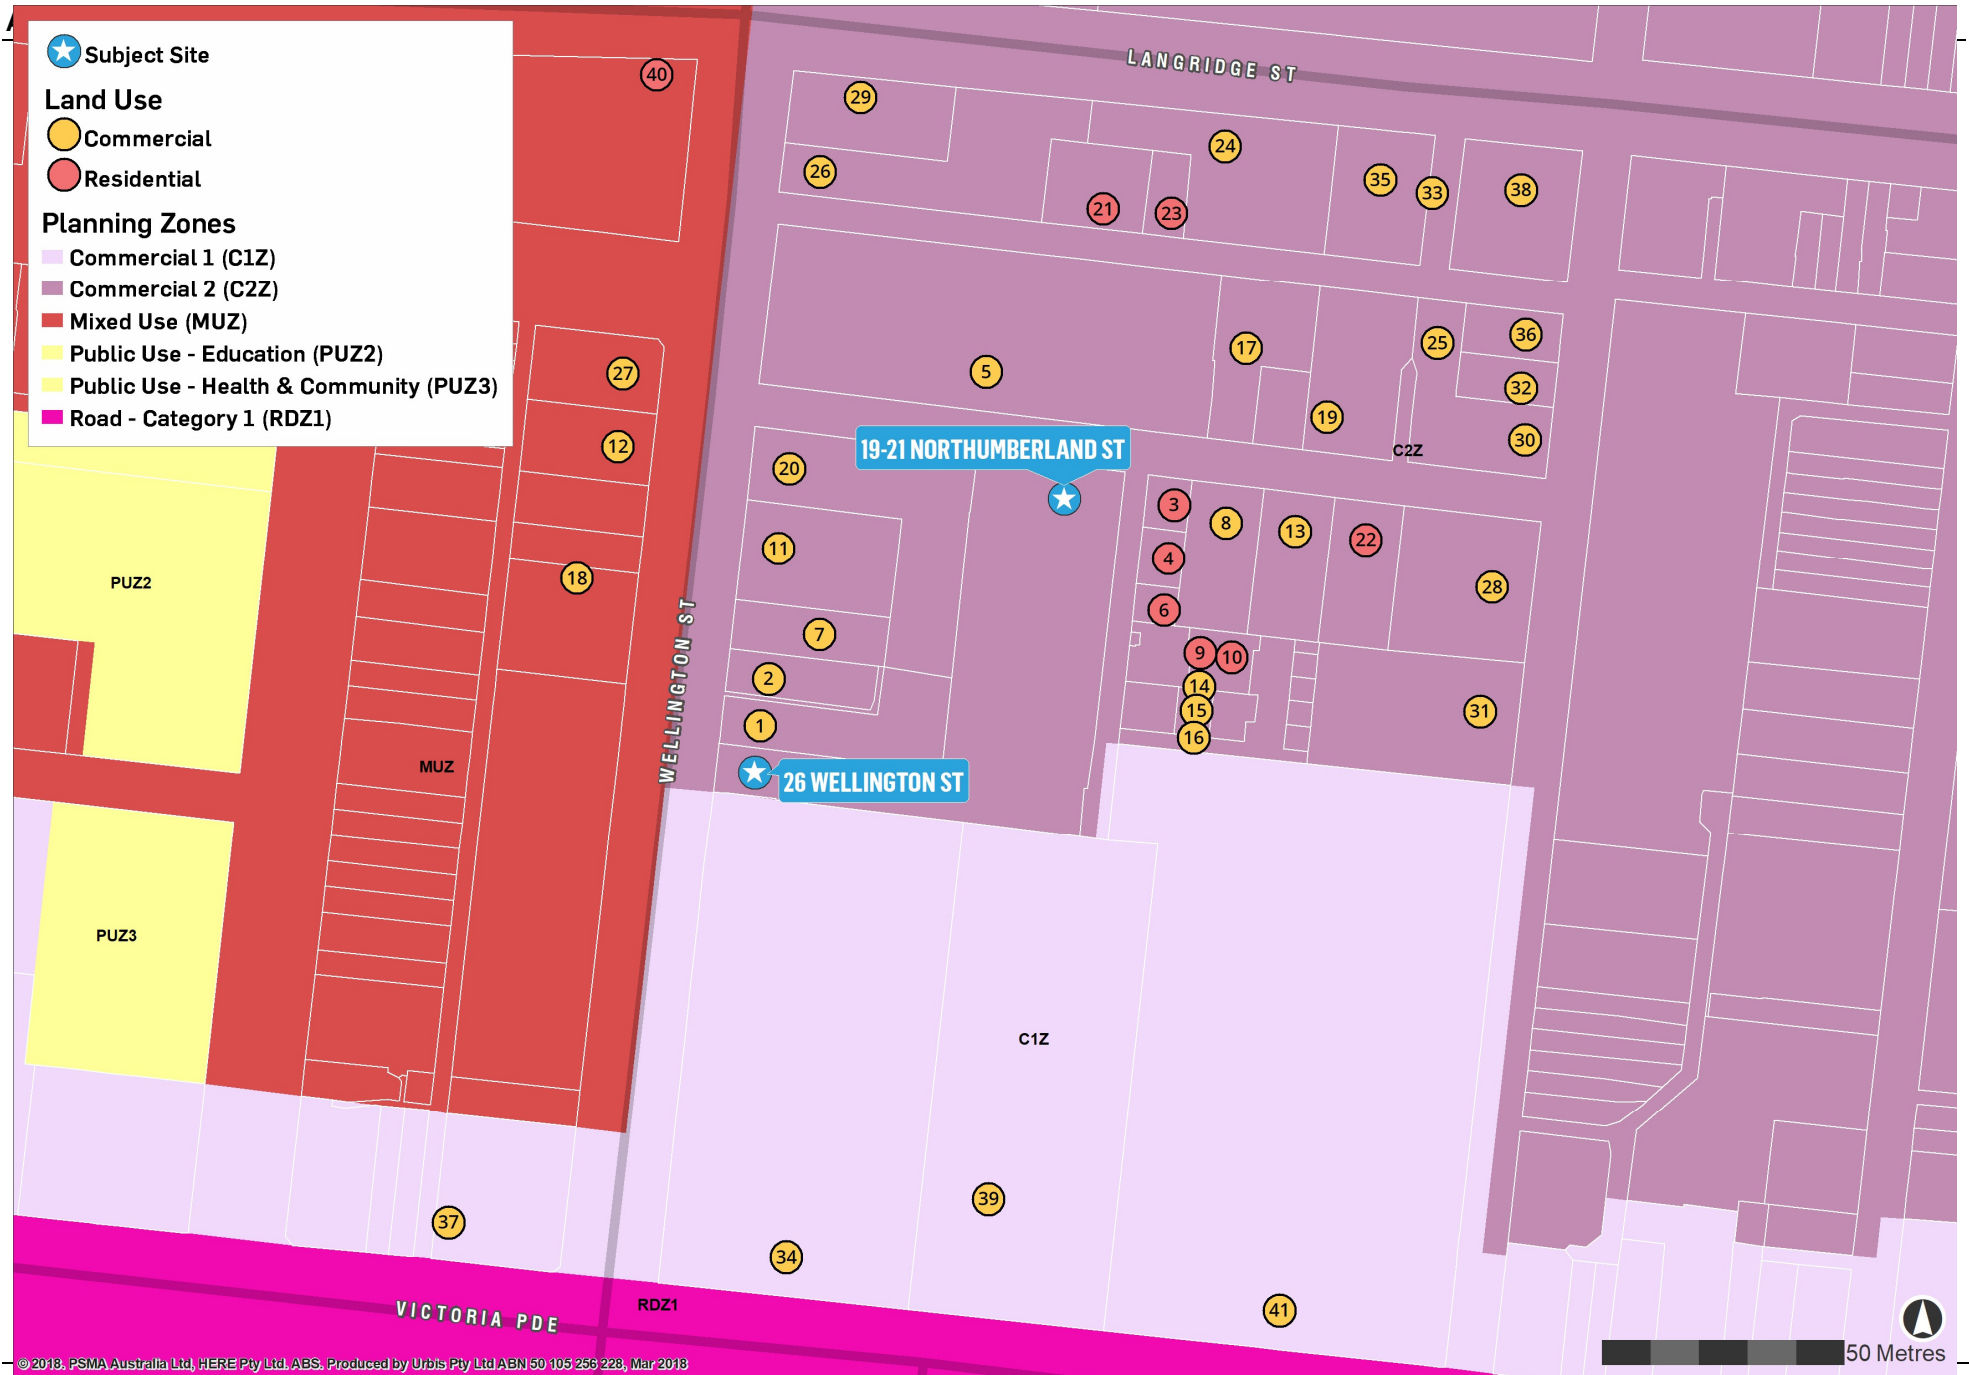 Subject Site
Land Use
Commercial
Residential
Planning Zones
Commercial 1 (C1Z)
Commercial 2 (C2Z)
Mixed Use (MUZ)
Public Use - Education (PUZ2)
Public Use - Health & Community (PUZ3)
Road - Category 1 (RDZ1)
LANGRIDGE ST
40
29
24
26
35
33
38
21
23
27
5
17
25
36
32
19
30
C2Z
12
19-21 NORTHUMBERLAND ST
20
3
8
13
22
11
4
18
28
PUZ2
6
7
9
10
2
14
15
31
1
16
WELLINGTON ST
MUZ
26 WELLINGTON ST
PUZ3
C1Z
39
37
34
41
RDZ1
VICTORIA PDE
© 2018. PSMA Australia Ltd, HERE Pty Ltd. ABS. Produced by Urbis Pty Ltd ABN 50 105 256 228, Mar 2018
50 Metres